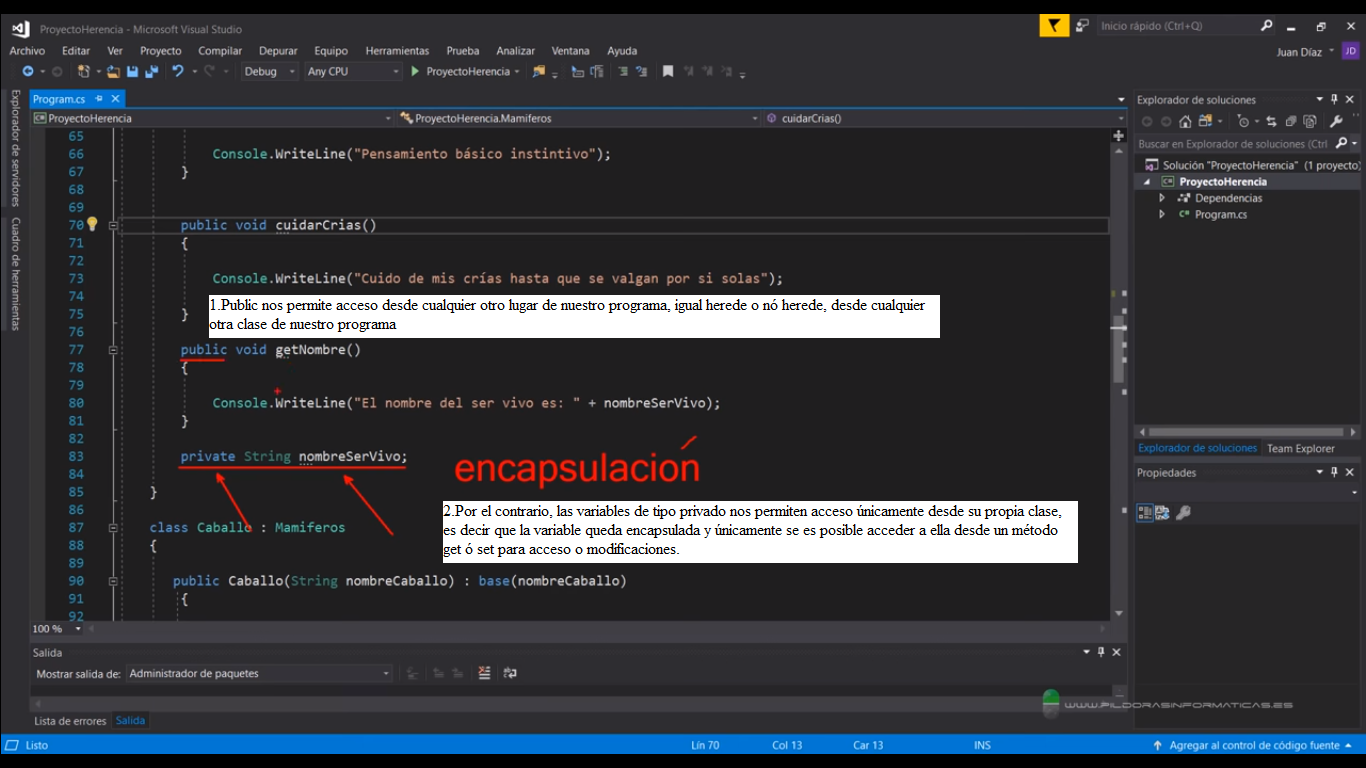 ProyectoHerencia - Microsoft Visual Studio
Inicio rápido (Ctrl+Q)
Archivo Editar Ver Proyecto Compilar Depurar Equipo Herramientas Prueba Analizar Ventana Ayuda
Juan Díaz JD
Debug Any CPU ProyectoHerencia
Explorador de servidores
Cuadro de herramientas
Program.cs
ProyectoHerencia ProyectoHerencia.Mamiferos cuidarCrias()
65
66 Console.WriteLine("Pensamiento básico instintivo");
67 }
68
69
70 public void cuidarCrias()
71 {
72
73 Console.WriteLine("Cuido de mis crías hasta que se valgan por si solas");
74
1.Public nos permite acceso desde cualquier otro lugar de nuestro programa, igual herede o nó herede, desde cualquier
otra clase de nuestro programa
75 }
76
77 public void getNombre()
78 {
79
80 Console.WriteLine("El nombre del ser vivo es: " + nombreSerVivo);
81 }
82
83 private String nombreSerVivo;
encapsulación
84
85 }
86
2.Por el contrario, las variables de tipo privado nos permiten acceso únicamente desde su propia clase,
es decir que la variable queda encapsulada y únicamente se es posible acceder a ella desde un método
get ó set para acceso o modificaciones.
87 class Caballo : Mamiferos
88 {
89
90 public Caballo(String nombreCaballo) : base(nombreCaballo)
91 {
92
100 %
Explorador de soluciones
Buscar en Explorador de soluciones (Ctrl
Solución "ProyectoHerencia" (1 proyecto)
ProyectoHerencia
Dependencias
Program.cs
Explorador de soluciones Team Explorer
Propiedades
Salida
Mostrar salida de: Administrador de paquetes
WWW.PILDORASINFORMATICAS.ES
Lista de errores Salida
Listo Lín 70 Col 13 Car 13 INS Agregar al control de código fuente